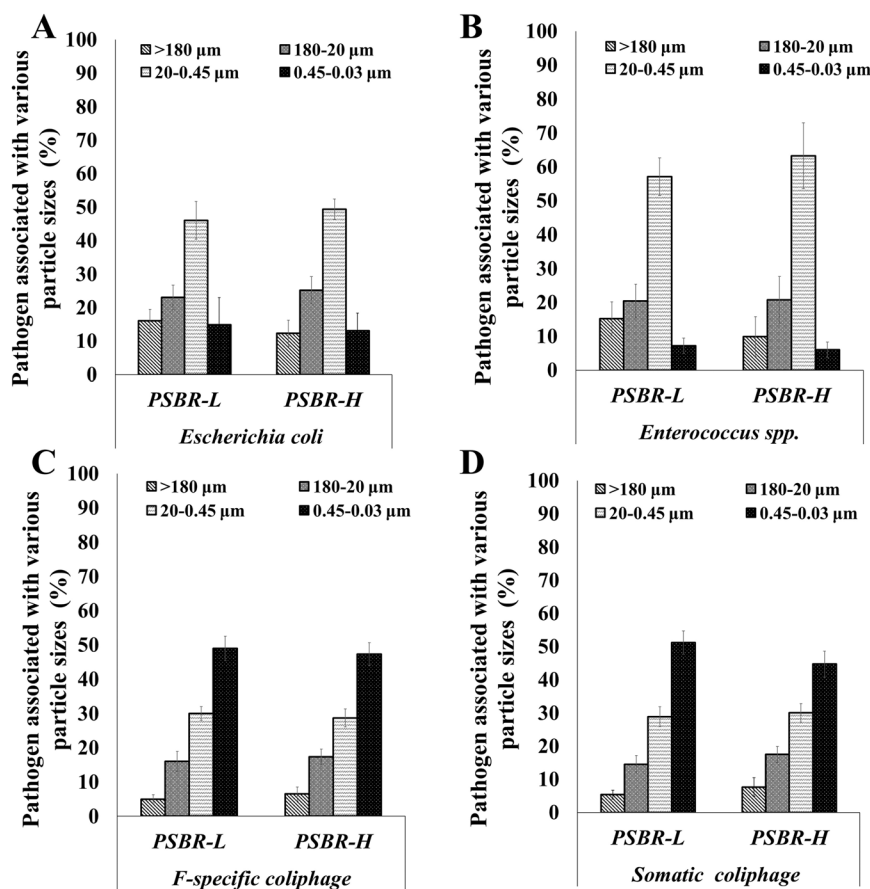 A
Pathogen associated with various
particle sizes (%)
100
90
80
70
60
50
40
30
20
10
0
>180 µm
180-20 µm
20-0.45 µm
0.45-0.03 µm
PSBR-L
PSBR-H
Escherichia coli
B
Pathogen associated with various
particle sizes (%)
100
90
80
70
60
50
40
30
20
10
0
>180 µm
180-20 µm
20-0.45 µm
0.45-0.03 µm
PSBR-L
PSBR-H
Enterococcus spp.
C
Pathogen associated with various
particle sizes (%)
100
90
80
70
60
50
40
30
20
10
0
>180 µm
180-20 µm
20-0.45 µm
0.45-0.03 µm
PSBR-L
PSBR-H
F-specific coliphage
D
Pathogen associated with various
particle sizes (%)
100
90
80
70
60
50
40
30
20
10
0
>180 µm
180-20 µm
20-0.45 µm
0.45-0.03 µm
PSBR-L
PSBR-H
Somatic coliphage